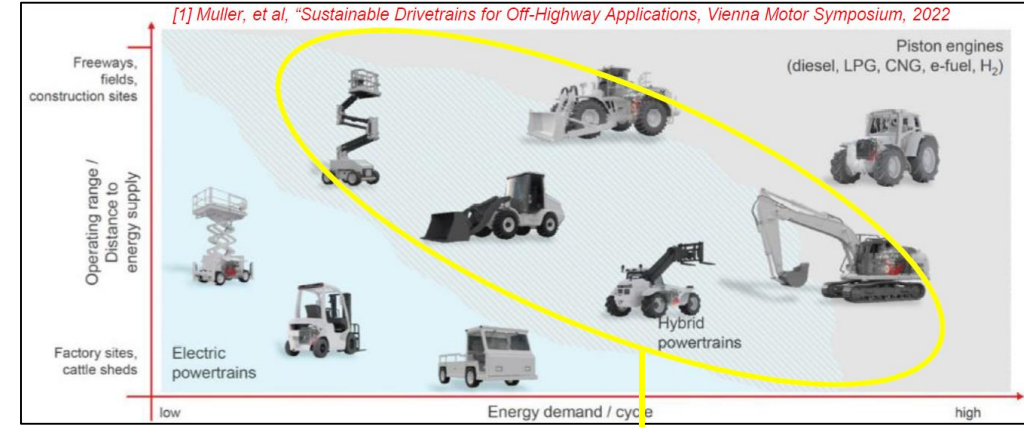 [1] Muller, et al, “Sustainable Drivetrains for Off-Highway Applications, Vienna Motor Symposium, 2022
Piston engines
(diesel, LPG, CNG, e-fuel, H₂)
Freeways,
fields,
construction sites
Operating range /
Distance to
energy supply
Factory sites,
cattle sheds
Electric
powertrains
Hybrid
powertrains
low
Energy demand / cycle
high